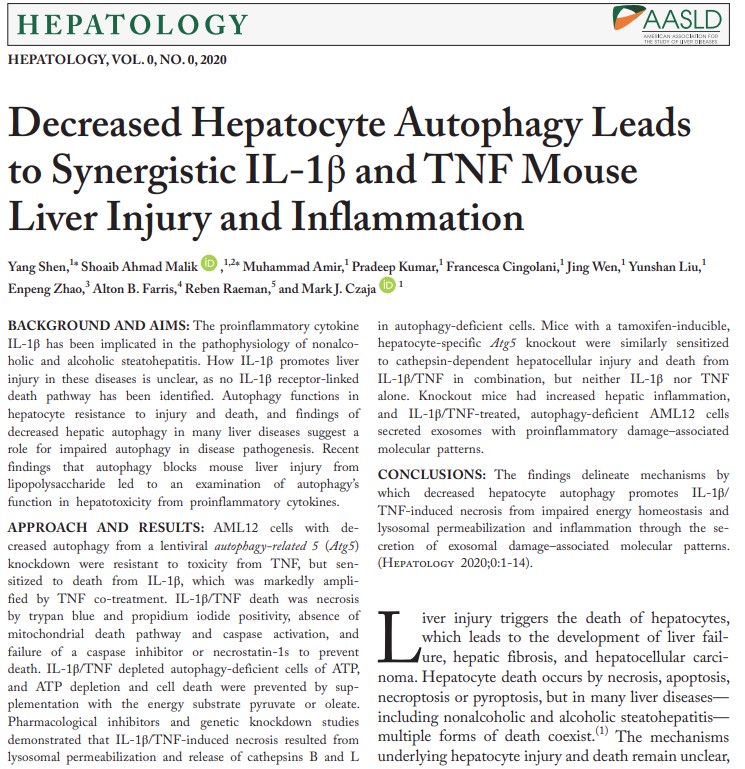 HEPATOLOGY
AASLD
AMERICAN ASSOCIATION FOR
THE STUDY OF LIVER DISEASES
HEPATOLOGY, VOL. 0, NO. 0, 2020
Decreased Hepatocyte Autophagy Leads
to Synergistic IL-1β and TNF Mouse
Liver Injury and Inflammation
Yang Shen,1* Shoaib Ahmad Malik iD ,1,2* Muhammad Amir,1 Pradeep Kumar,1 Francesca Cingolani,1 Jing Wen,1 Yunshan Liu,1
Enpeng Zhao,3 Alton B. Farris,4 Reben Raeman,5 and Mark J. Czaja iD 1
BACKGROUND AND AIMS: The proinflammatory cytokine
IL-1β has been implicated in the pathophysiology of nonalco-
holic and alcoholic steatohepatitis. How IL-1β promotes liver
injury in these diseases is unclear, as no IL-1β receptor-linked
death pathway has been identified. Autophagy functions in
hepatocyte resistance to injury and death, and findings of
decreased hepatic autophagy in many liver diseases suggest a
role for impaired autophagy in disease pathogenesis. Recent
findings that autophagy blocks mouse liver injury from
lipopolysaccharide led to an examination of autophagy's
function in hepatotoxicity from proinflammatory cytokines.
APPROACH AND RESULTS: AML12 cells with de-
creased autophagy from a lentiviral autophagy-related 5 (Atg5)
knockdown were resistant to toxicity from TNF, but sen-
sitized to death from IL-1β, which was markedly ampli-
fied by TNF co-treatment. IL-1β/TNF death was necrosis
by trypan blue and propidium iodide positivity, absence of
mitochondrial death pathway and caspase activation, and
failure of a caspase inhibitor or necrostatin-1s to prevent
death. IL-1β/TNF depleted autophagy-deficient cells of ATP,
and ATP depletion and cell death were prevented by sup-
plementation with the energy substrate pyruvate or oleate.
Pharmacological inhibitors and genetic knockdown studies
demonstrated that IL-1β/TNF-induced necrosis resulted from
lysosomal permeabilization and release of cathepsins B and L
in autophagy-deficient cells. Mice with a tamoxifen-inducible,
hepatocyte-specific Atg5 knockout were similarly sensitized
to cathepsin-dependent hepatocellular injury and death from
IL-1β/TNF in combination, but neither IL-1β nor TNF
alone. Knockout mice had increased hepatic inflammation,
and IL-1β/TNF-treated, autophagy-deficient AML12 cells
secreted exosomes with proinflammatory damage–associated
molecular patterns.
CONCLUSIONS: The findings delineate mechanisms by
which decreased hepatocyte autophagy promotes IL-1β/
TNF-induced necrosis from impaired energy homeostasis and
lysosomal permeabilization and inflammation through the se-
cretion of exosomal damage–associated molecular patterns.
(Hepatology 2020;0:1-14).
Liver injury triggers the death of hepatocytes,
which leads to the development of liver fail-
ure, hepatic fibrosis, and hepatocellular carci-
noma. Hepatocyte death occurs by necrosis, apoptosis,
necroptosis or pyroptosis, but in many liver diseases—
including nonalcoholic and alcoholic steatohepatitis—
multiple forms of death coexist.(1) The mechanisms
underlying hepatocyte injury and death remain unclear,